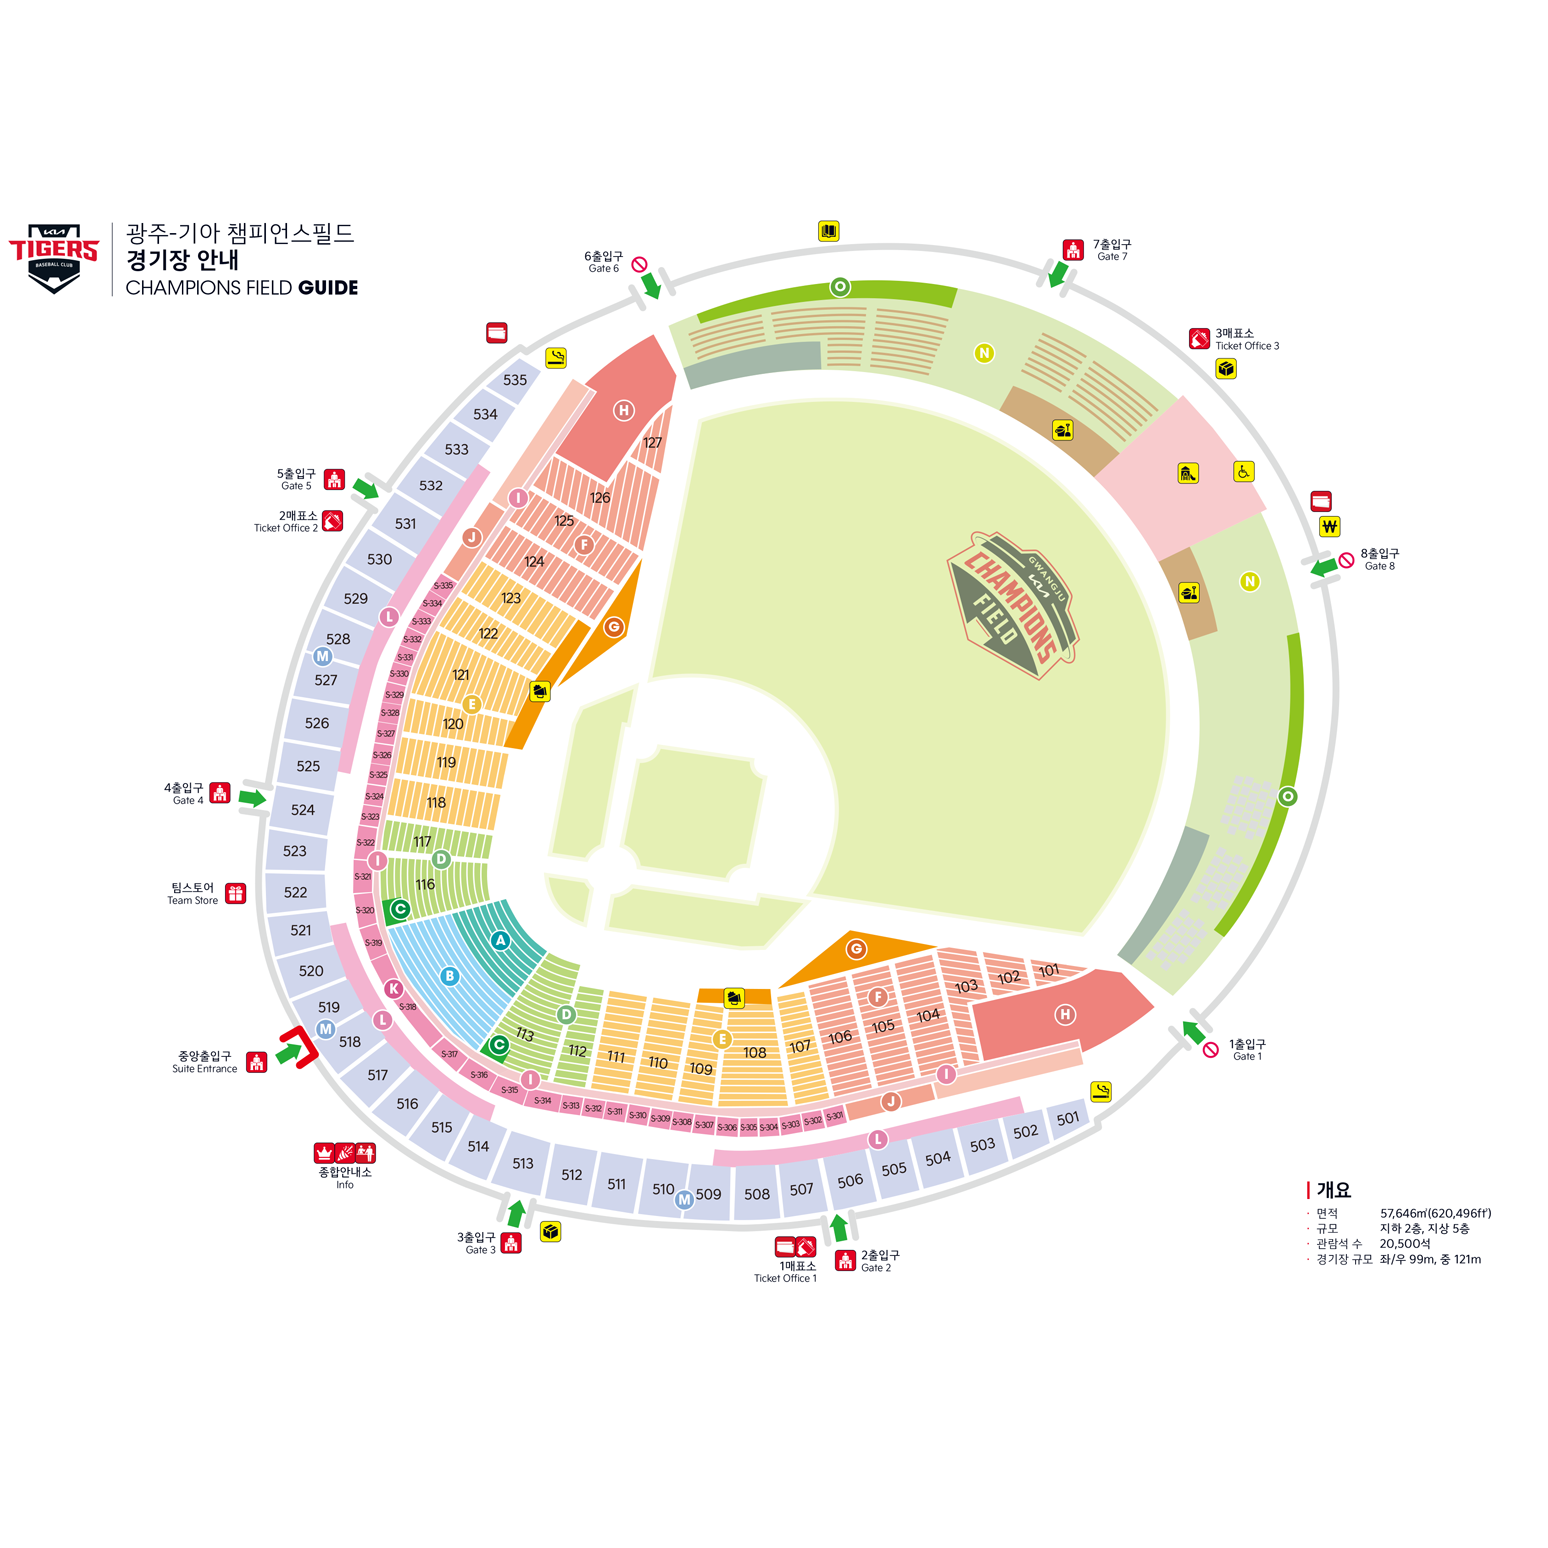 KIA
TIGERS
BASEBALL CLUB
광주-기아 챔피언스필드
경기장 안내
CHAMPIONS FIELD GUIDE
6출입구
Gate 6
7출입구
Gate 7
3매표소
Ticket Office 3
8출입구
Gate 8
5출입구
Gate 5
2매표소
Ticket Office 2
4출입구
Gate 4
팀스토어
Team Store
중앙출입구
Suite Entrance
종합안내소
Info
3출입구
Gate 3
1매표소
Ticket Office 1
2출입구
Gate 2
1출입구
Gate 1
₩
O
N
N
O
H
127
126
125
F
124
123
122
121
E
120
119
118
117
D
116
C
A
B
C
113
D
112
111
110
109
E
108
107
106
F
105
104
103
102
101
H
G
G
I
J
L
M
I
K
L
M
I
M
L
J
I
535
534
533
532
531
530
529
528
527
526
525
524
523
522
521
520
519
518
517
516
515
514
513
512
511
510
509
508
507
506
505
504
503
502
501
S-335
S-334
S-333
S-332
S-331
S-330
S-329
S-328
S-327
S-326
S-325
S-324
S-323
S-322
S-321
S-320
S-319
S-318
S-317
S-316
S-315
S-314
S-313
S-312
S-311
S-310
S-309
S-308
S-307
S-306
S-305
S-304
S-303
S-302
S-301
GWANGJU
KIA
CHAMPIONS
FIELD
개요
· 면적 57,646㎡(620,496ft²)
· 규모 지하 2층, 지상 5층
· 관람석 수 20,500석
· 경기장 규모 좌/우 99m, 중 121m